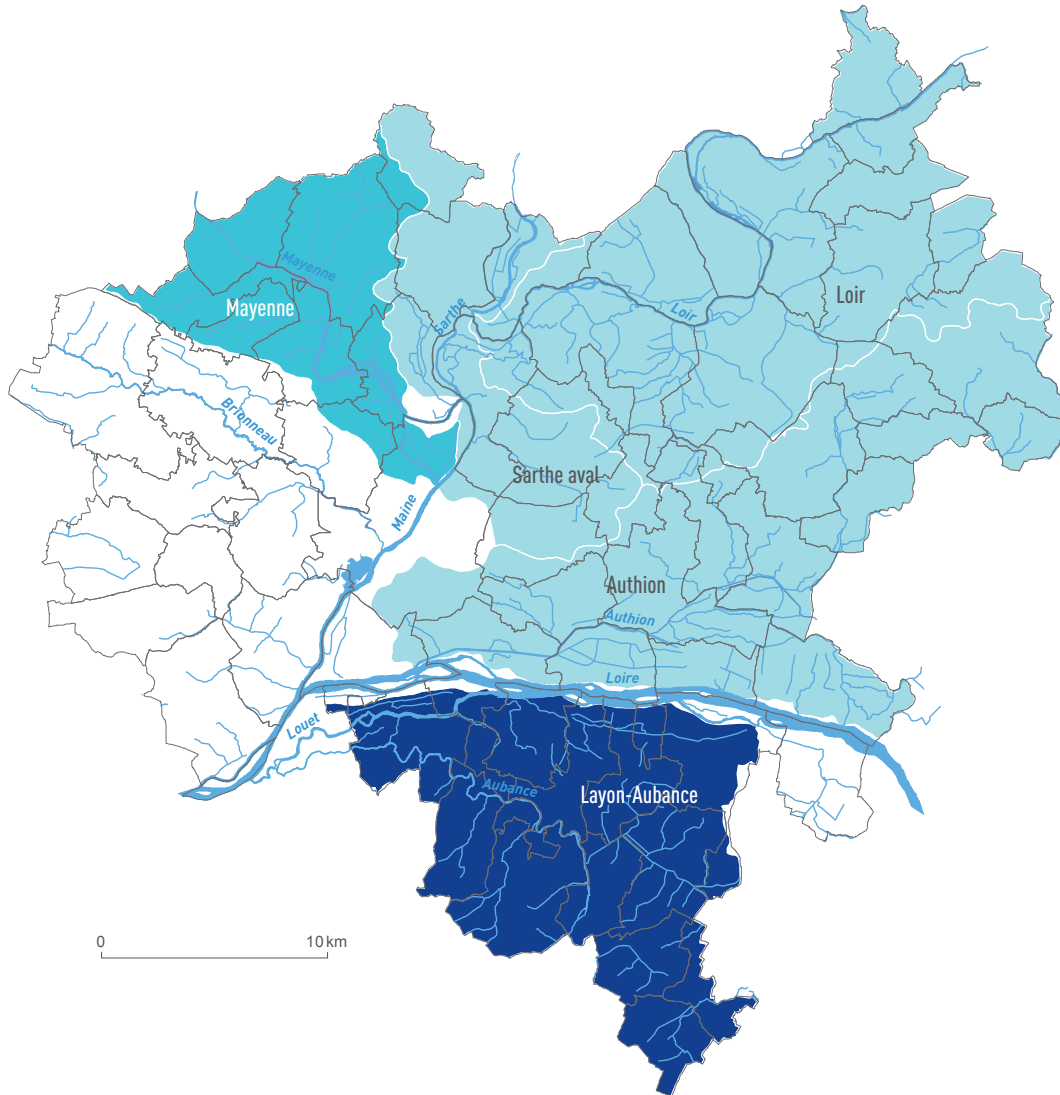 Mayenne
Mayenne
Loir
Loir
Sarthe
Brionneau
Sarthe aval
Maine
Authion
Authion
Loire
Louet
Aubance
Layon-Aubance
0 10 km